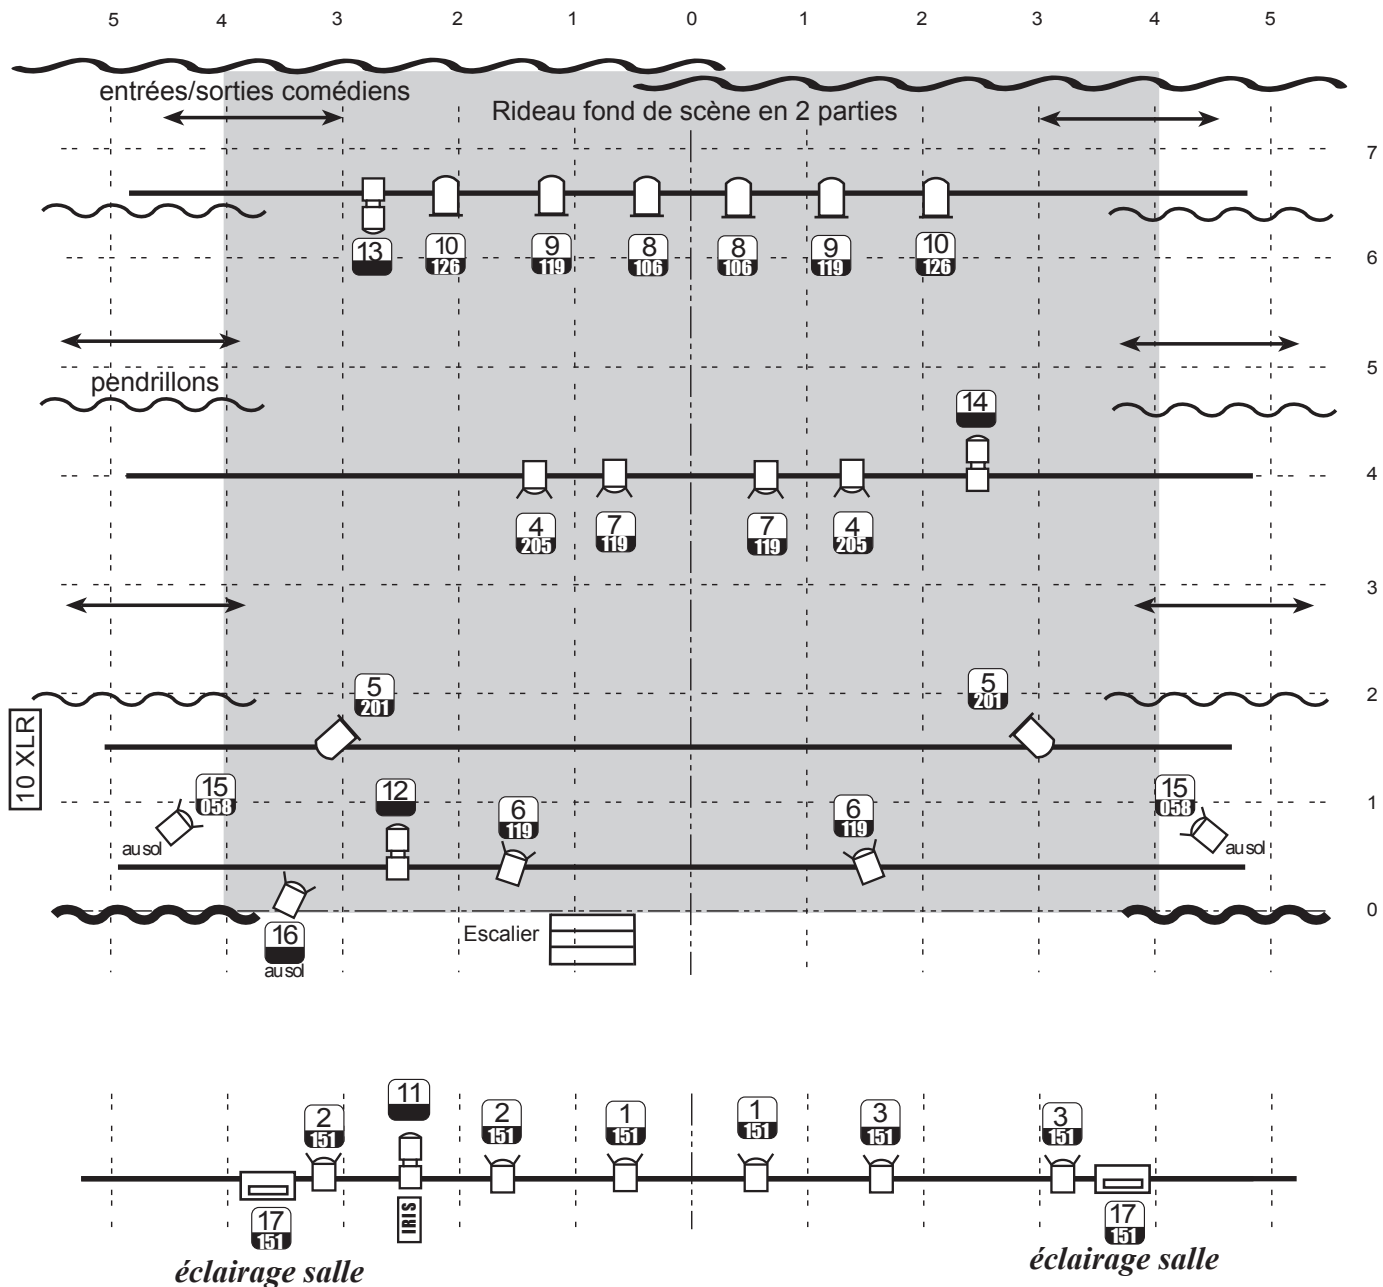 5 4 3 2 1 0 1 2 3 4 5
entrées/sorties comédiens
Rideau fond de scène en 2 parties
7
13 10 9 8 8 9 10
126 119 106 106 119 126
6
5
pendrillons
14
4
4 7 7 4
205 119 119 205
3
5 5
201 201
2
10 XLR
15 12 6 6 15
058 119 119 058
1
au sol au sol
0
16
au sol
Escalier
11
2 2 1 1 3 3
151 151 151 151 151 151
IRIS
17 17
151 151
éclairage salle éclairage salle